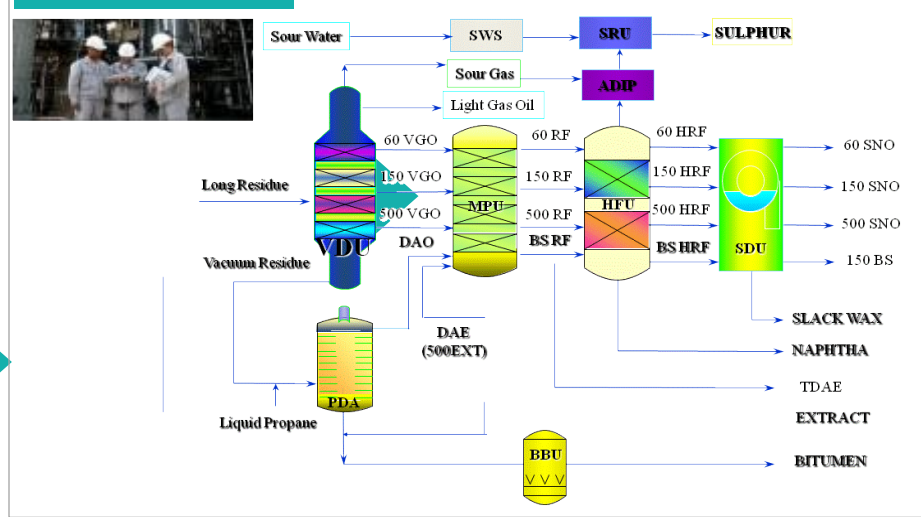 Sour Water
SWS
SRU
SULPHUR
Sour Gas
ADIP
Light Gas Oil
60 VGO
60 RF
60 HRF
60 SNO
Long Residue
150 VGO
150 RF
150 HRF
150 SNO
MPU
HFU
500 VGO
500 RF
500 HRF
500 SNO
VDU
DAO
BS RF
BS HRF
SDU
150 BS
Vacuum Residue
SLACK WAX
DAE
(500EXT)
NAPHTHA
TDAE
PDA
EXTRACT
Liquid Propane
BBU
BITUMEN